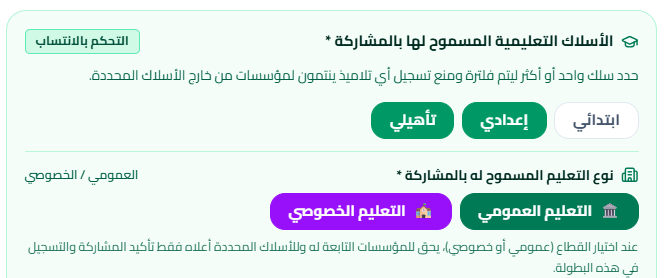 الأسلاك التعليمية المسموح لها بالمشاركة *
التحكم بالانتساب
حدد سلك واحد أو أكثر ليتم فلترة ومنع تسجيل أي تلاميذ ينتمون لمؤسسات من خارج الأسلاك المحددة.
ابتدائي
إعدادي
تأهيلي
نوع التعليم المسموح له بالمشاركة *
العمومي / الخصوصي
التعليم العمومي
التعليم الخصوصي
عند اختيار القطاع (عمومي أو خصوصي)، يحق للمؤسسات التابعة له وللأسلاك المحددة أعلاه فقط تأكيد المشاركة والتسجيل
في هذه البطولة.